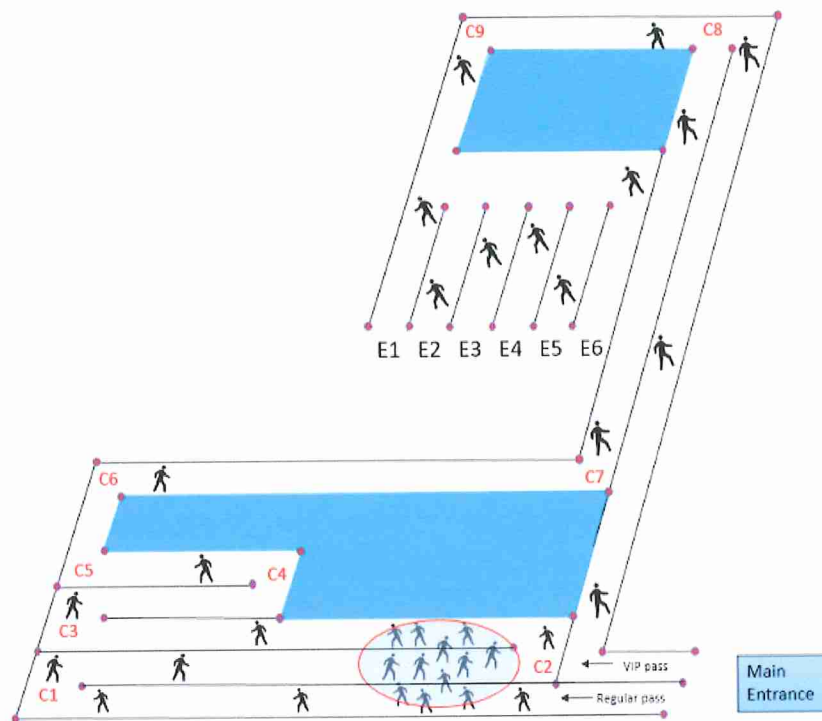 C9
C8
E1 E2 E3 E4 E5 E6
C6
C7
C5
C4
C3
C2
VIP pass
C1
Regular pass
Main
Entrance